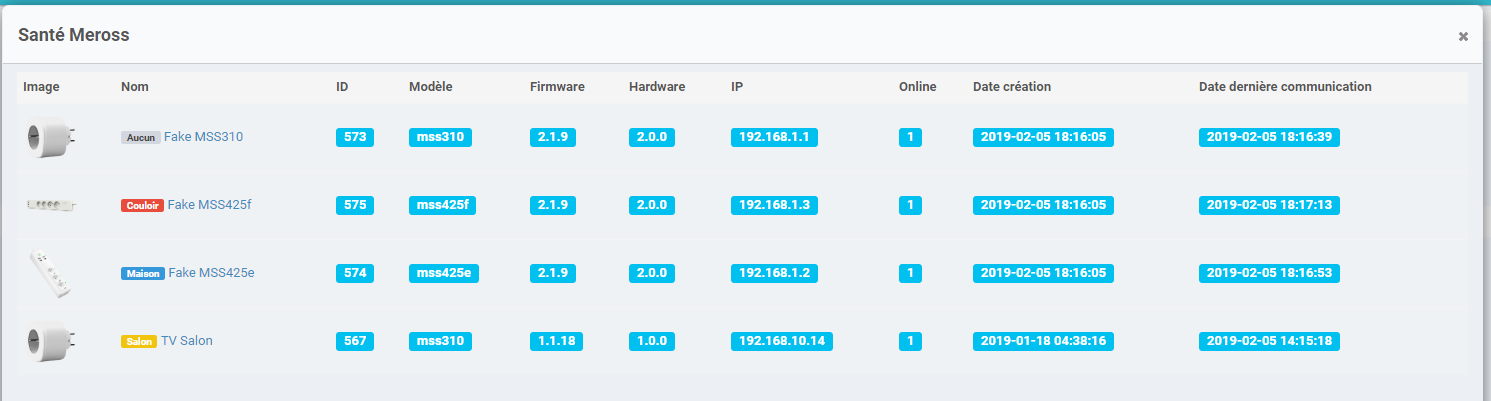 Santé Meross
Image Nom ID Modèle Firmware Hardware IP Online Date création Date dernière communication
Aucun Fake MSS310 573 mss310 2.1.9 2.0.0 192.168.1.1 1 2019-02-05 18:16:05 2019-02-05 18:16:39
Couloir Fake MSS425f 575 mss425f 2.1.9 2.0.0 192.168.1.3 1 2019-02-05 18:16:05 2019-02-05 18:17:13
Maison Fake MSS425e 574 mss425e 2.1.9 2.0.0 192.168.1.2 1 2019-02-05 18:16:05 2019-02-05 18:16:53
Salon TV Salon 567 mss310 1.1.18 1.0.0 192.168.10.14 1 2019-01-18 04:38:16 2019-02-05 14:15:18